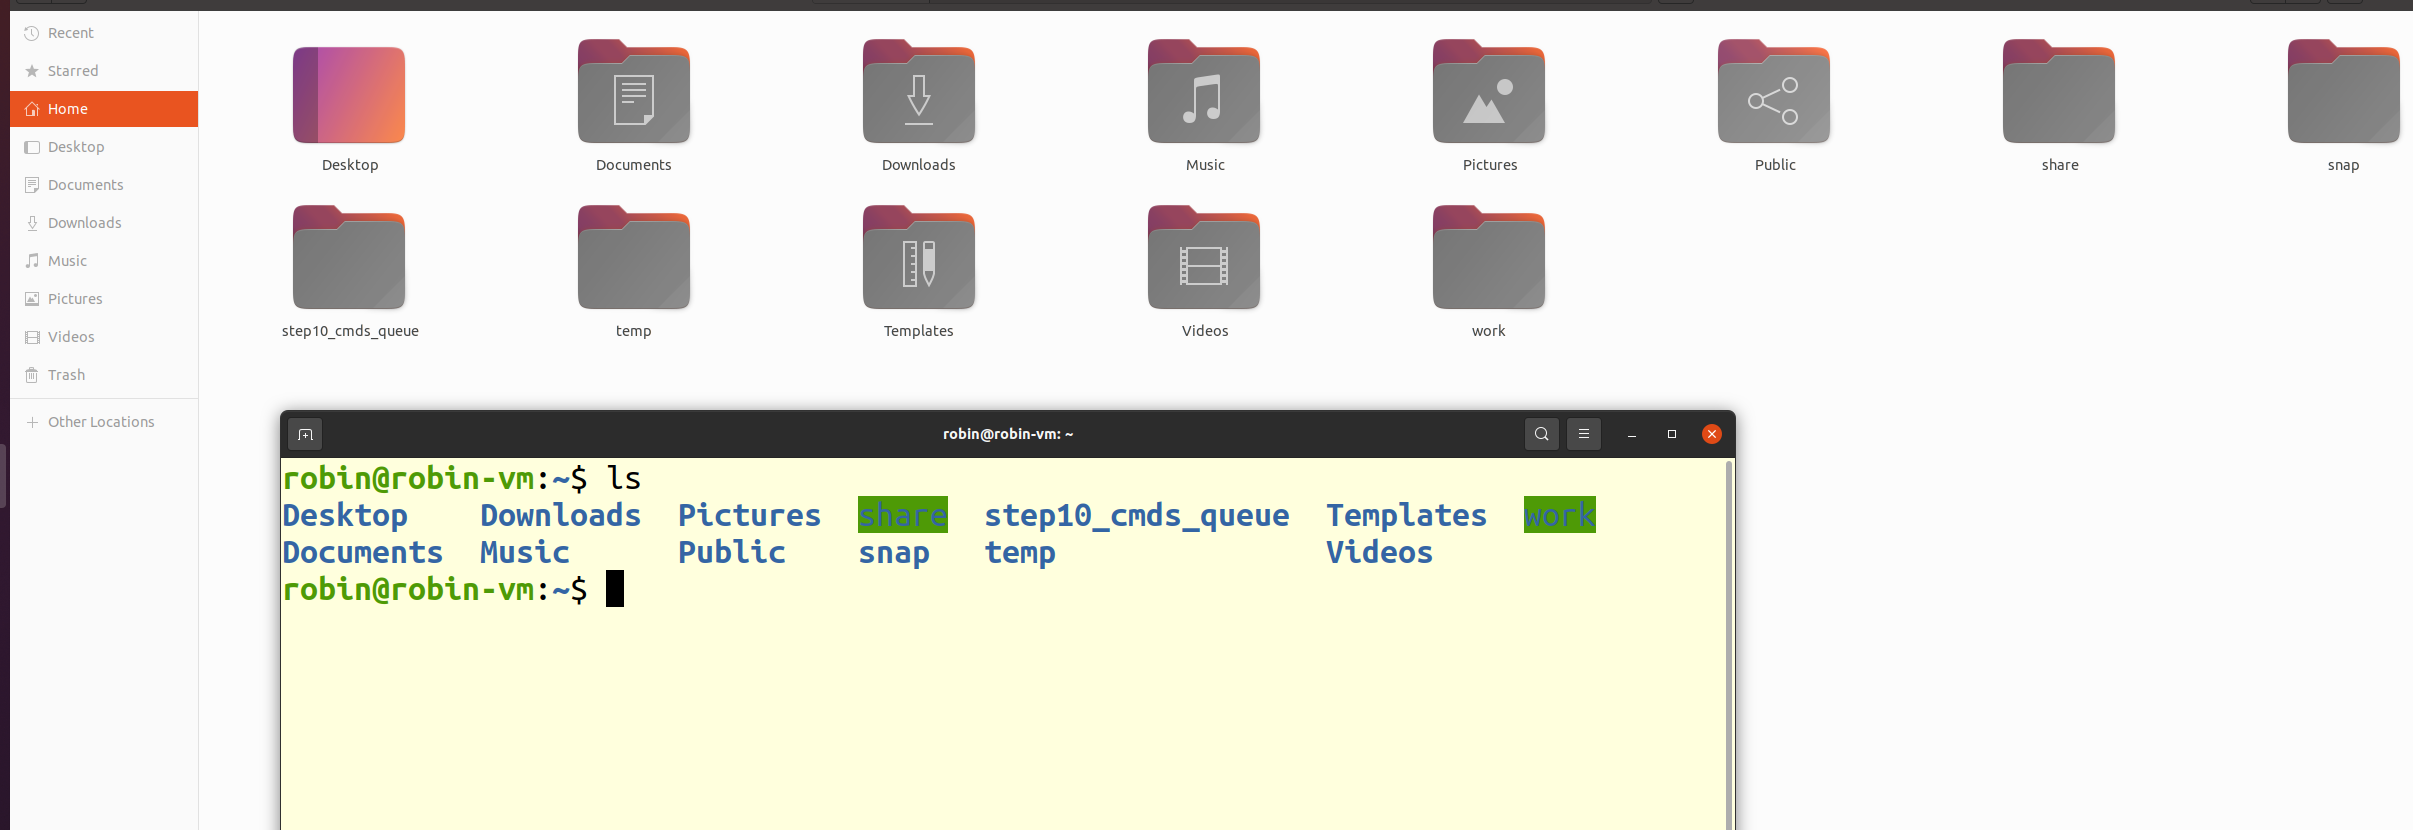 Recent
Starred
Home
Desktop
Documents
Downloads
Music
Pictures
Videos
Trash
Other Locations
Desktop Documents Downloads Music Pictures Public share snap
step10_cmds_queue temp Templates Videos work
robin@robin-vm: ~
robin@robin-vm:~$ ls
Desktop Downloads Pictures share step10_cmds_queue Templates work
Documents Music Public snap temp Videos
robin@robin-vm:~$